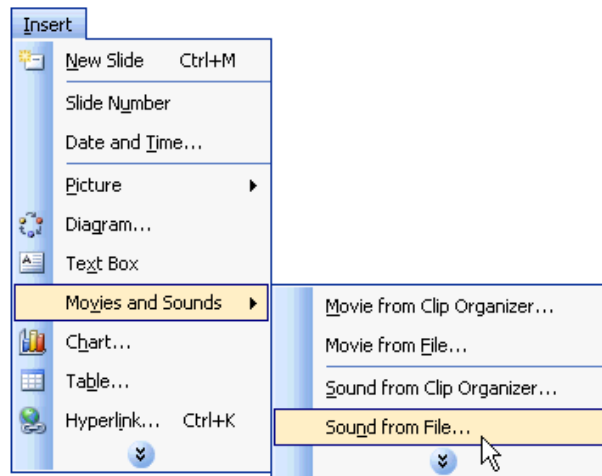 Insert
New Slide Ctrl+M
Slide Number
Date and Time...
Picture
Diagram...
Text Box
Movies and Sounds
Chart...
Table...
Hyperlink... Ctrl+K
Movie from Clip Organizer...
Movie from File...
Sound from Clip Organizer...
Sound from File...